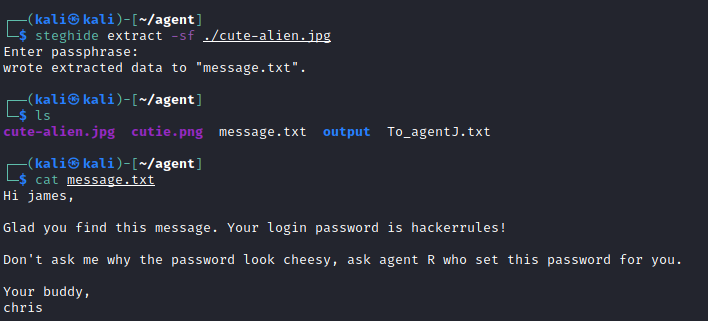 ┌──(kali㉿kali)-[~/agent]
└─$ steghide extract -sf ./cute-alien.jpg
Enter passphrase:
wrote extracted data to "message.txt".
┌──(kali㉿kali)-[~/agent]
└─$ ls
cute-alien.jpg  cutie.png  message.txt  output  To_agentJ.txt
┌──(kali㉿kali)-[~/agent]
└─$ cat message.txt
Hi james,
Glad you find this message. Your login password is hackerrules!
Don't ask me why the password look cheesy, ask agent R who set this password for you.
Your buddy,
chris